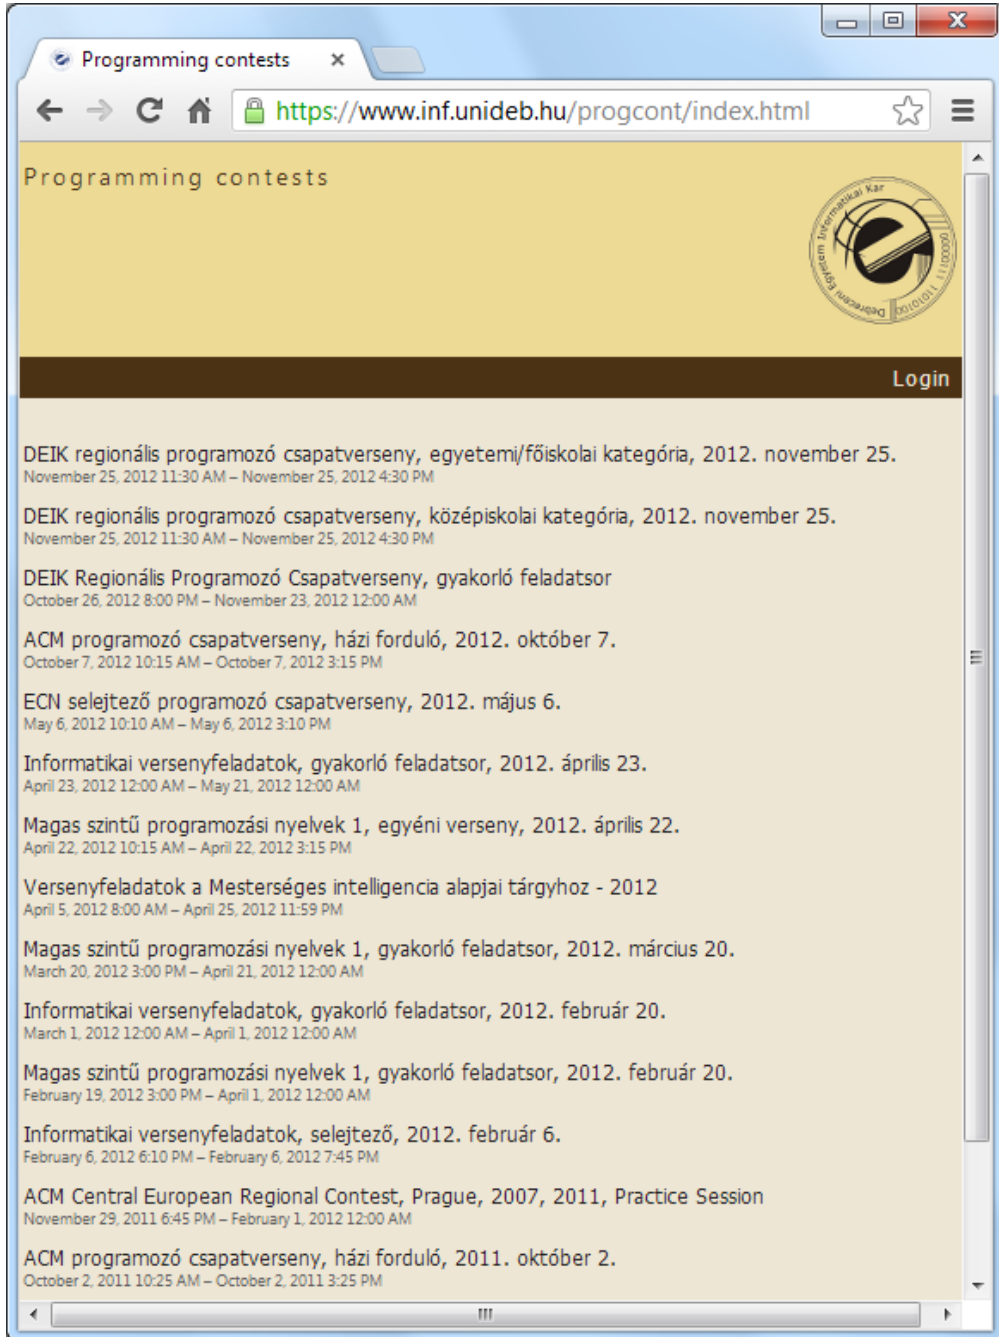 Programming contests
https://www.inf.unideb.hu/progcont/index.html
Programming contests
Debreceni Egyetem Informatikai Kar
00000111 11010100
Login
DEIK regionális programozó csapatverseny, egyetemi/főiskolai kategória, 2012. november 25.
November 25, 2012 11:30 AM – November 25, 2012 4:30 PM
DEIK regionális programozó csapatverseny, középiskolai kategória, 2012. november 25.
November 25, 2012 11:30 AM – November 25, 2012 4:30 PM
DEIK Regionális Programozó Csapatverseny, gyakorló feladatsor
October 26, 2012 8:00 PM – November 23, 2012 12:00 AM
ACM programozó csapatverseny, házi forduló, 2012. október 7.
October 7, 2012 10:15 AM – October 7, 2012 3:15 PM
ECN selejtező programozó csapatverseny, 2012. május 6.
May 6, 2012 10:10 AM – May 6, 2012 3:10 PM
Informatikai versenyfeladatok, gyakorló feladatsor, 2012. április 23.
April 23, 2012 12:00 AM – May 21, 2012 12:00 AM
Magas szintű programozási nyelvek 1, egyéni verseny, 2012. április 22.
April 22, 2012 10:15 AM – April 22, 2012 3:15 PM
Versenyfeladatok a Mesterséges intelligencia alapjai tárgyhoz - 2012
April 5, 2012 8:00 AM – April 25, 2012 11:59 PM
Magas szintű programozási nyelvek 1, gyakorló feladatsor, 2012. március 20.
March 20, 2012 3:00 PM – April 21, 2012 12:00 AM
Informatikai versenyfeladatok, gyakorló feladatsor, 2012. február 20.
March 1, 2012 12:00 AM – April 1, 2012 12:00 AM
Magas szintű programozási nyelvek 1, gyakorló feladatsor, 2012. február 20.
February 19, 2012 3:00 PM – April 1, 2012 12:00 AM
Informatikai versenyfeladatok, selejtező, 2012. február 6.
February 6, 2012 6:10 PM – February 6, 2012 7:45 PM
ACM Central European Regional Contest, Prague, 2007, 2011, Practice Session
November 29, 2011 6:45 PM – February 1, 2012 12:00 AM
ACM programozó csapatverseny, házi forduló, 2011. október 2.
October 2, 2011 10:25 AM – October 2, 2011 3:25 PM